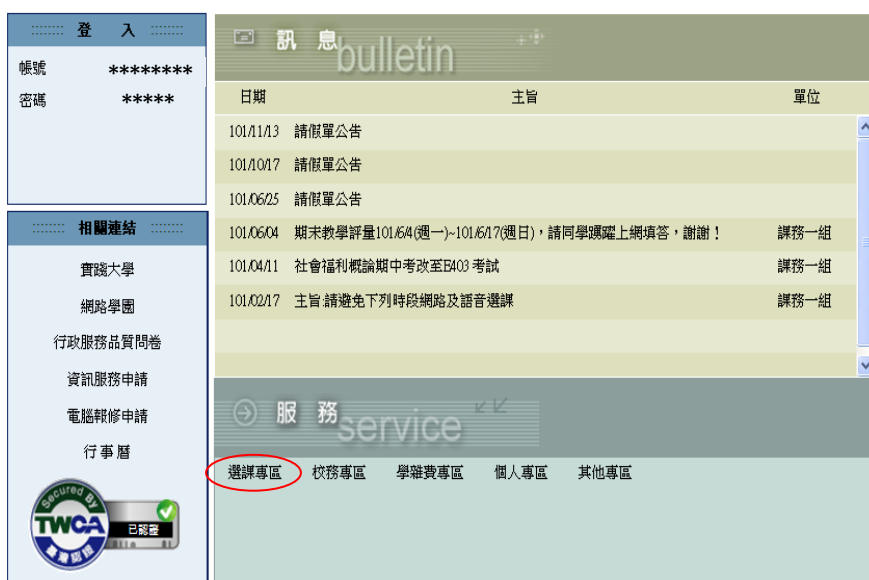 登 入
帳號 ********
密碼 *****
相關連結
實踐大學
網路學園
行政服務品質問卷
資訊服務申請
電腦報修申請
行事曆
Secured By
TWCA
已認證
臺灣認證
訊 息 bulletin
日期 主旨 單位
101/11/13 請假單公告
101/10/17 請假單公告
101/06/25 請假單公告
101/06/04 期末教學評量101/6/4(週一)~101/6/17(週日)，請同學踴躍上網填答，謝謝！ 課務一組
101/04/11 社會福利概論期中考改至B403 考試 課務一組
101/02/17 主旨:請避免下列時段網路及語音選課 課務一組
服 務 service
選課專區 校務專區 學雜費專區 個人專區 其他專區